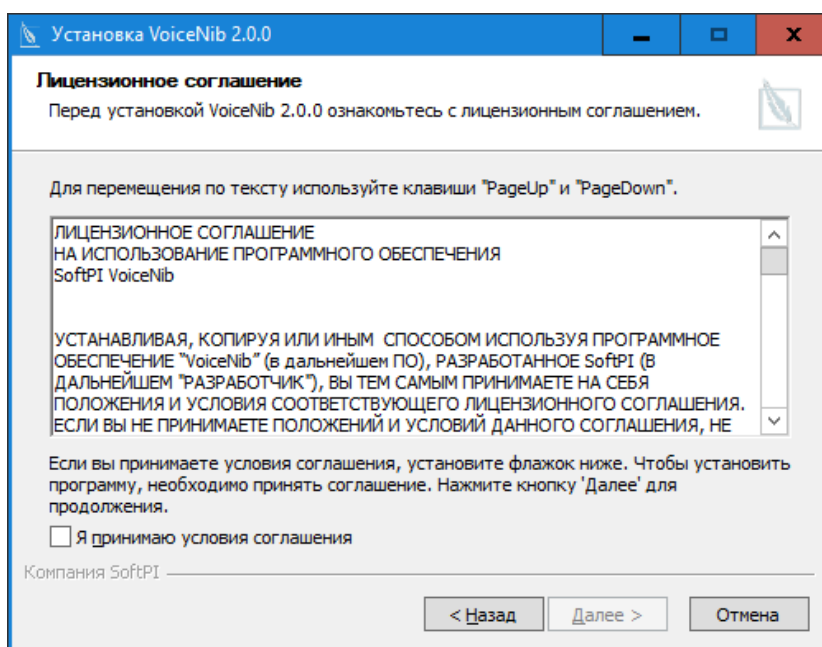 Установка VoiceNib 2.0.0
Лицензионное соглашение
Перед установкой VoiceNib 2.0.0 ознакомьтесь с лицензионным соглашением.
Для перемещения по тексту используйте клавиши "PageUp" и "PageDown".
ЛИЦЕНЗИОННОЕ СОГЛАШЕНИЕ
НА ИСПОЛЬЗОВАНИЕ ПРОГРАММНОГО ОБЕСПЕЧЕНИЯ
SoftPI VoiceNib
УСТАНАВЛИВАЯ, КОПИРУЯ ИЛИ ИНЫМ СПОСОБОМ ИСПОЛЬЗУЯ ПРОГРАММНОЕ
ОБЕСПЕЧЕНИЕ “VoiceNib” (в дальнейшем ПО), РАЗРАБОТАННОЕ SoftPI (В
ДАЛЬНЕЙШЕМ "РАЗРАБОТЧИК"), ВЫ ТЕМ САМЫМ ПРИНИМАЕТЕ НА СЕБЯ
ПОЛОЖЕНИЯ И УСЛОВИЯ СООТВЕТСТВУЮЩЕГО ЛИЦЕНЗИОННОГО СОГЛАШЕНИЯ.
ЕСЛИ ВЫ НЕ ПРИНИМАЕТЕ ПОЛОЖЕНИЙ И УСЛОВИЙ ДАННОГО СОГЛАШЕНИЯ, НЕ
Если вы принимаете условия соглашения, установите флажок ниже. Чтобы установить
программу, необходимо принять соглашение. Нажмите кнопку 'Далее' для
продолжения.
Я принимаю условия соглашения
Компания SoftPI
< Назад Далее > Отмена